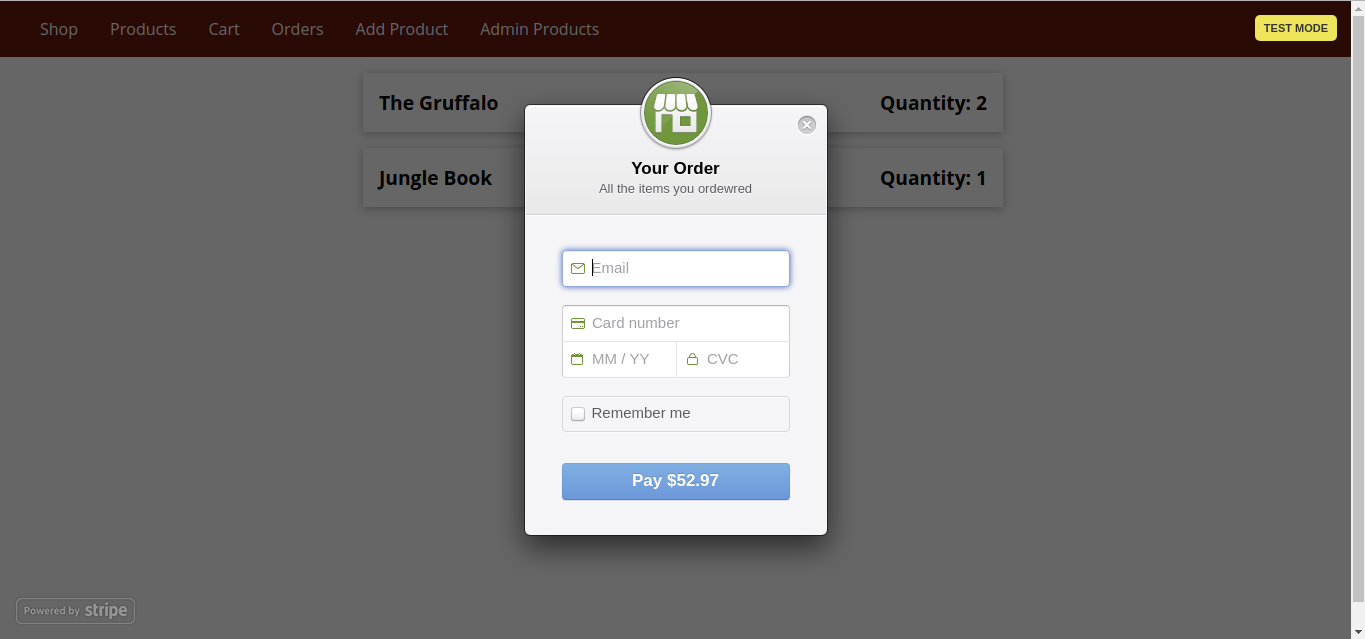 Shop Products Cart Orders Add Product Admin Products TEST MODE
The Gruffalo Quantity: 2
Jungle Book Quantity: 1
Your Order
All the items you ordewred
Email
Card number
MM / YY CVC
Remember me
Pay $52.97
Powered by stripe